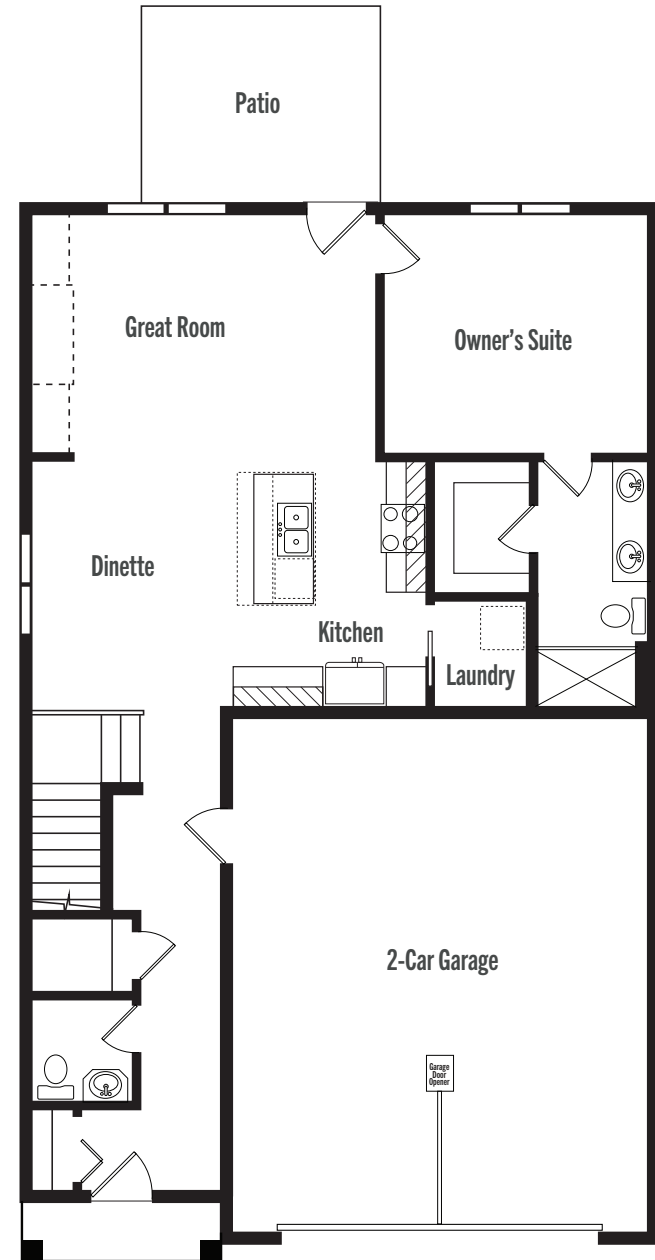 Patio
Great Room
Owner's Suite
Dinette
Kitchen
Laundry
2-Car Garage
Garage
Door
Opener